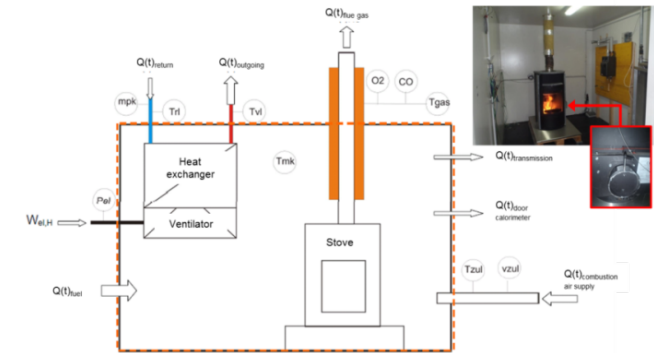 Q(t)flue gas
Q(t)return
Q(t)outgoing
O2
CO
mpk
Trl
Tvl
Tgas
Heat
exchanger
Tmk
Q(t)transmission
Pel
Wel,H
Ventilator
Q(t)door
calorimeter
Stove
Tzul
vzul
Q(t)combustion
air supply
Q(t)fuel